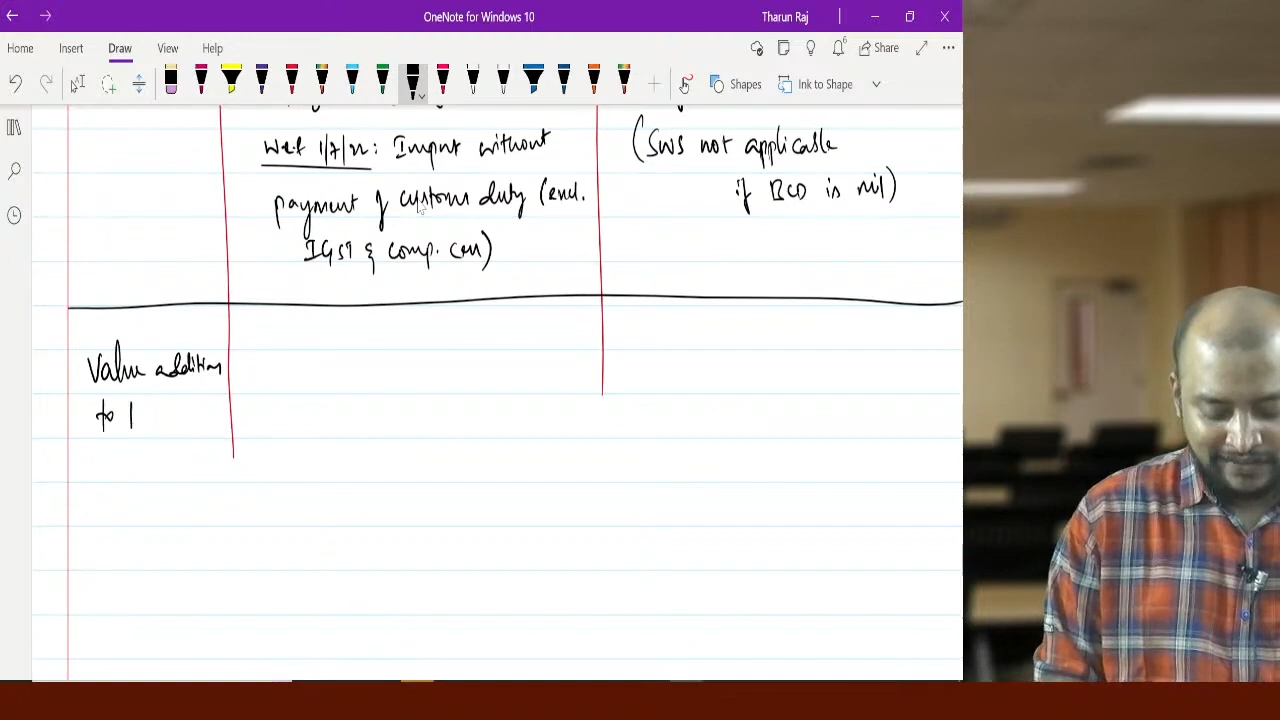 OneNote for Windows 10
Tharun Raj
Home Insert Draw View Help
6 Share
Shapes Ink to Shape
wef 1/7/22: Import without
payment of customs duty (excl.
IGST & comp. cess)
(SWS not applicable
if BCD is nil)
Value addition
to